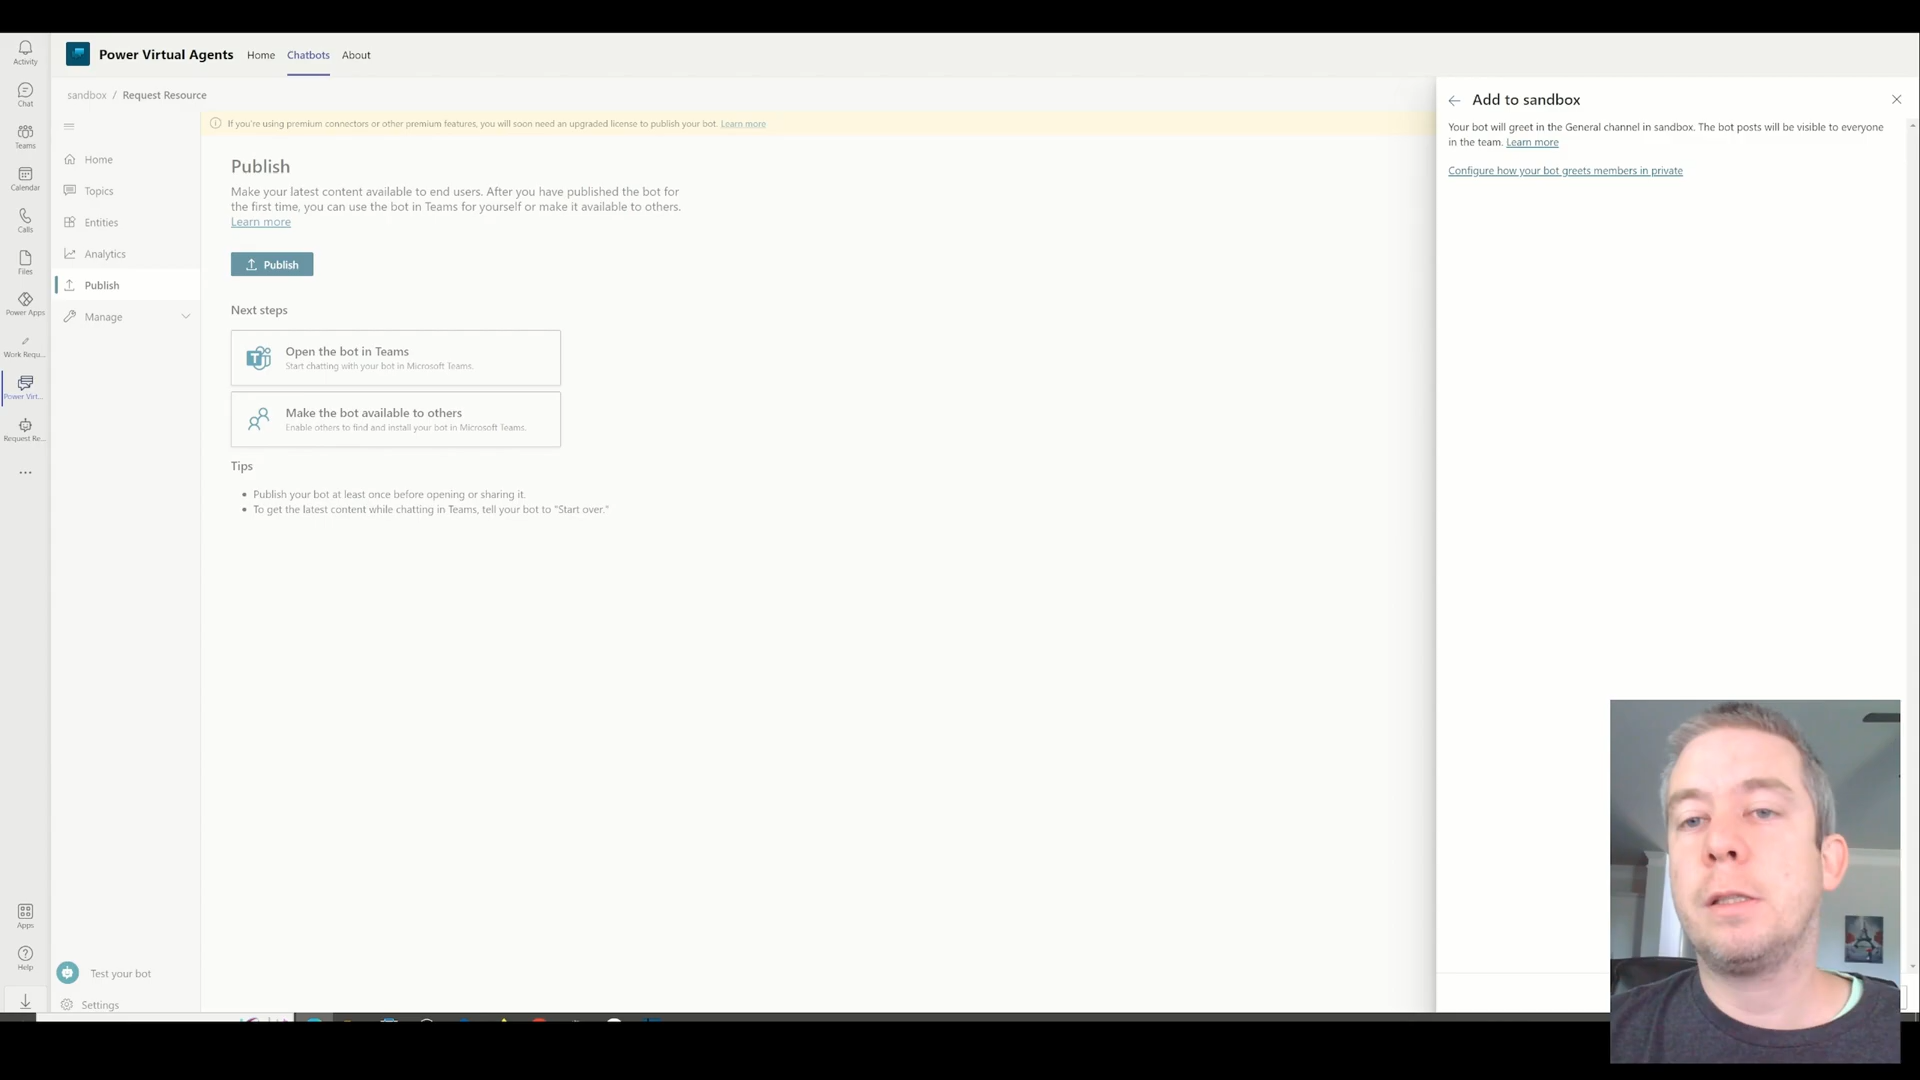 Activity
Chat
Teams
Calendar
Calls
Files
Power Apps
Work Requ...
Power Virt...
Request Re...
Apps
Help
Power Virtual Agents
Home
Chatbots
About
sandbox / Request Resource
Home
Topics
Entities
Analytics
Publish
Manage
Test your bot
Settings
If you're using premium connectors or other premium features, you will soon need an upgraded license to publish your bot. Learn more
Publish
Make your latest content available to end users. After you have published the bot for
the first time, you can use the bot in Teams for yourself or make it available to others.
Learn more
Publish
Next steps
Open the bot in Teams
Start chatting with your bot in Microsoft Teams.
Make the bot available to others
Enable others to find and install your bot in Microsoft Teams.
Tips
• Publish your bot at least once before opening or sharing it.
• To get the latest content while chatting in Teams, tell your bot to "Start over."
Add to sandbox
Your bot will greet in the General channel in sandbox. The bot posts will be visible to everyone
in the team. Learn more
Configure how your bot greets members in private